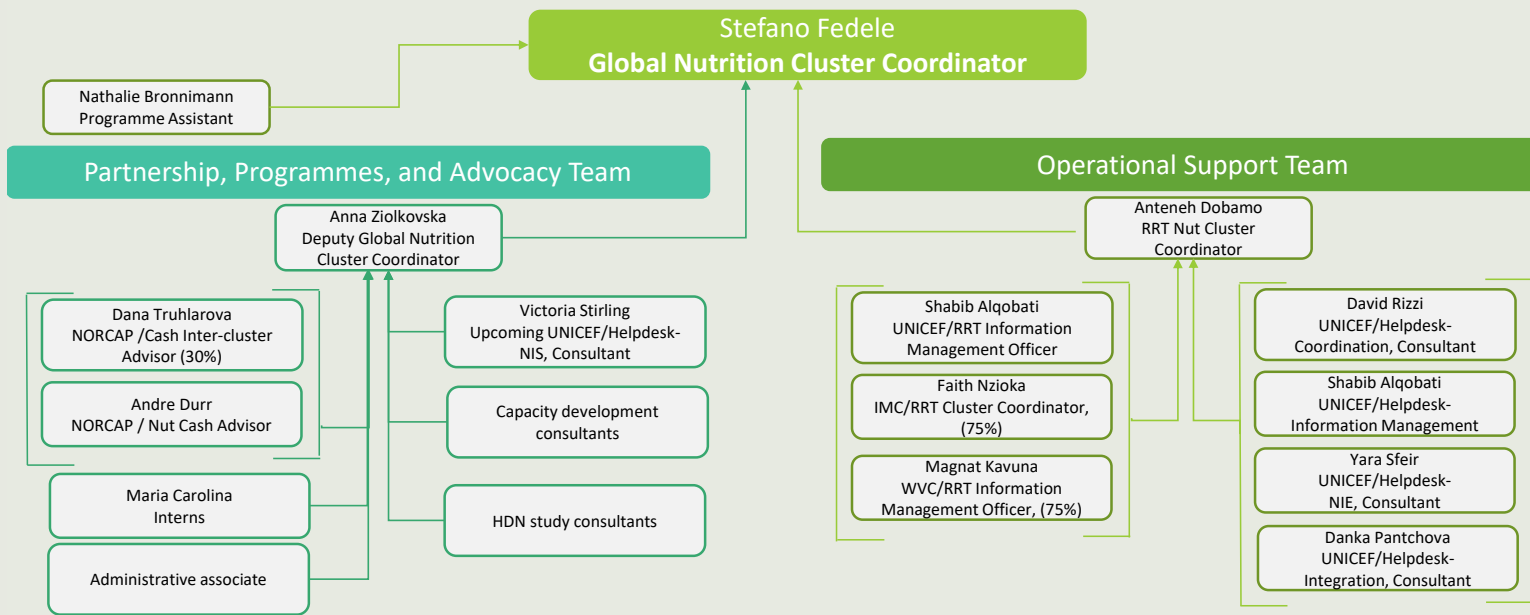 Stefano Fedele
Global Nutrition Cluster Coordinator
Nathalie Bronnimann
Programme Assistant
Partnership, Programmes, and Advocacy Team
Anna Ziolkovska
Deputy Global Nutrition
Cluster Coordinator
Dana Truhlarova
NORCAP /Cash Inter-cluster
Advisor (30%)
Andre Durr
NORCAP / Nut Cash Advisor
Maria Carolina
Interns
Administrative associate
Victoria Stirling
Upcoming UNICEF/Helpdesk-
NIS, Consultant
Capacity development
consultants
HDN study consultants
Operational Support Team
Anteneh Dobamo
RRT Nut Cluster
Coordinator
Shabib Alqobati
UNICEF/RRT Information
Management Officer
Faith Nzioka
IMC/RRT Cluster Coordinator,
(75%)
Magnat Kavuna
WVC/RRT Information
Management Officer, (75%)
David Rizzi
UNICEF/Helpdesk-
Coordination, Consultant
Shabib Alqobati
UNICEF/Helpdesk-
Information Management
Yara Sfeir
UNICEF/Helpdesk-
NIE, Consultant
Danka Pantchova
UNICEF/Helpdesk-
Integration, Consultant